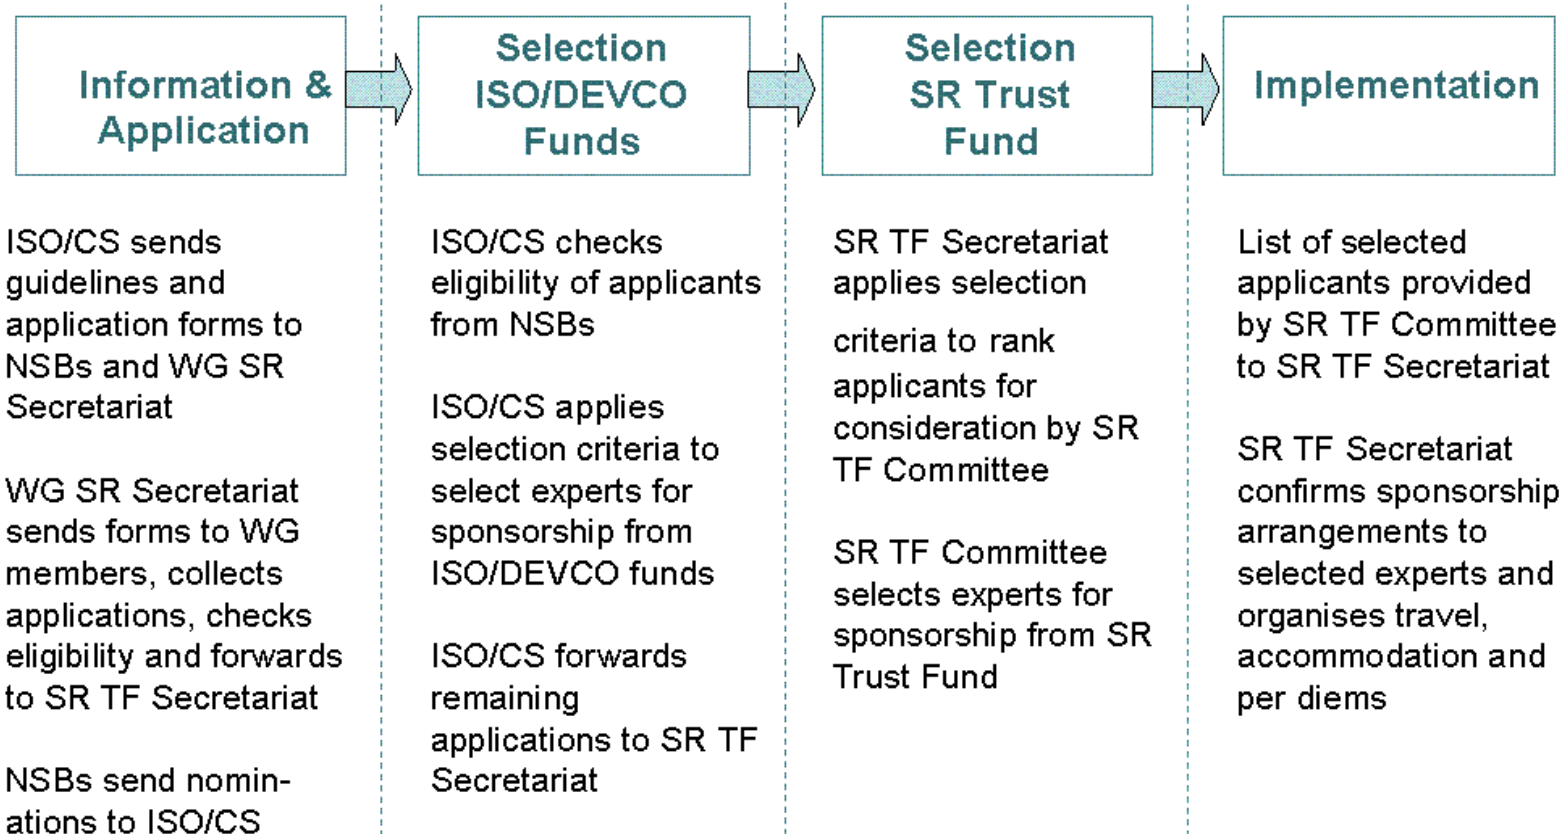 Information &
Application
Selection
ISO/DEVCO
Funds
Selection
SR Trust
Fund
Implementation
ISO/CS sends
guidelines and
application forms to
NSBs and WG SR
Secretariat
WG SR Secretariat
sends forms to WG
members, collects
applications, checks
eligibility and forwards
to SR TF Secretariat
NSBs send nomin-
ations to ISO/CS
ISO/CS checks
eligibility of applicants
from NSBs
ISO/CS applies
selection criteria to
select experts for
sponsorship from
ISO/DEVCO funds
ISO/CS forwards
remaining
applications to SR TF
Secretariat
SR TF Secretariat
applies selection
criteria to rank
applicants for
consideration by SR
TF Committee
SR TF Committee
selects experts for
sponsorship from SR
Trust Fund
List of selected
applicants provided
by SR TF Committee
to SR TF Secretariat
SR TF Secretariat
confirms sponsorship
arrangements to
selected experts and
organises travel,
accommodation and
per diems